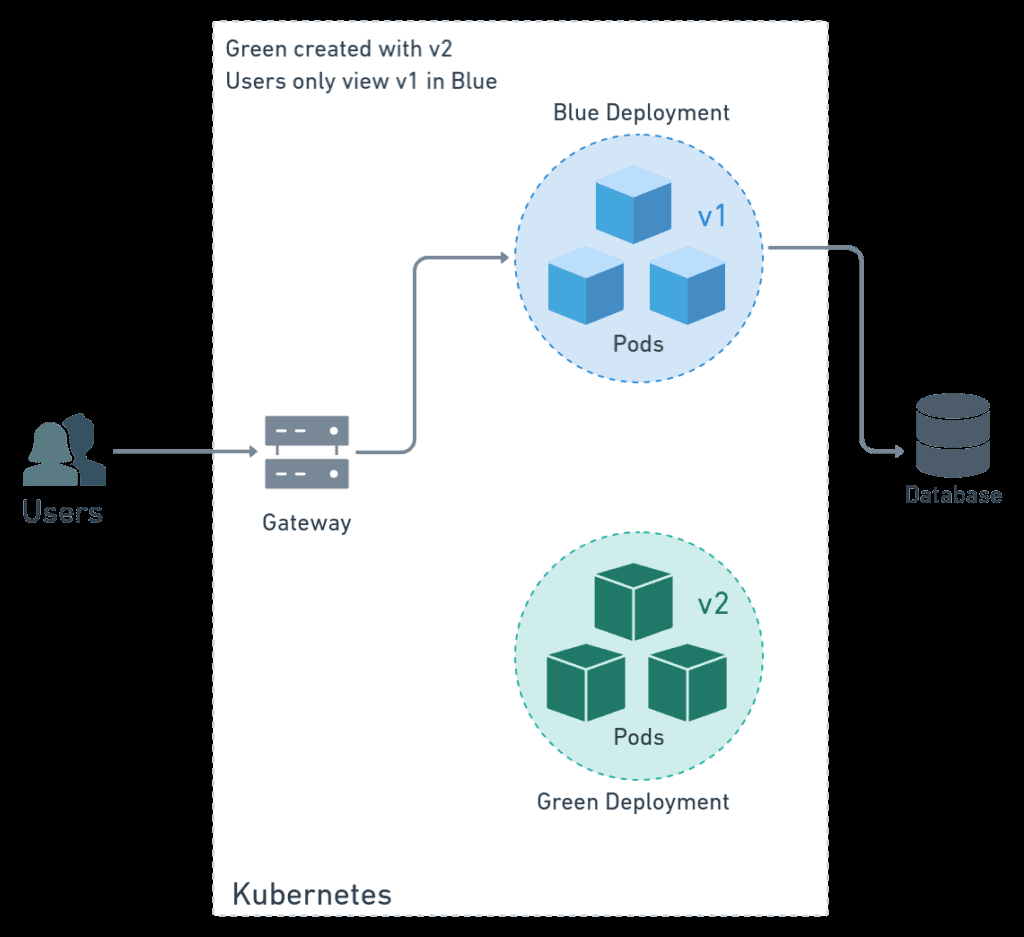 Green created with v2
Users only view v1 in Blue
Blue Deployment
v1
Pods
Users
Gateway
Database
v2
Pods
Green Deployment
Kubernetes